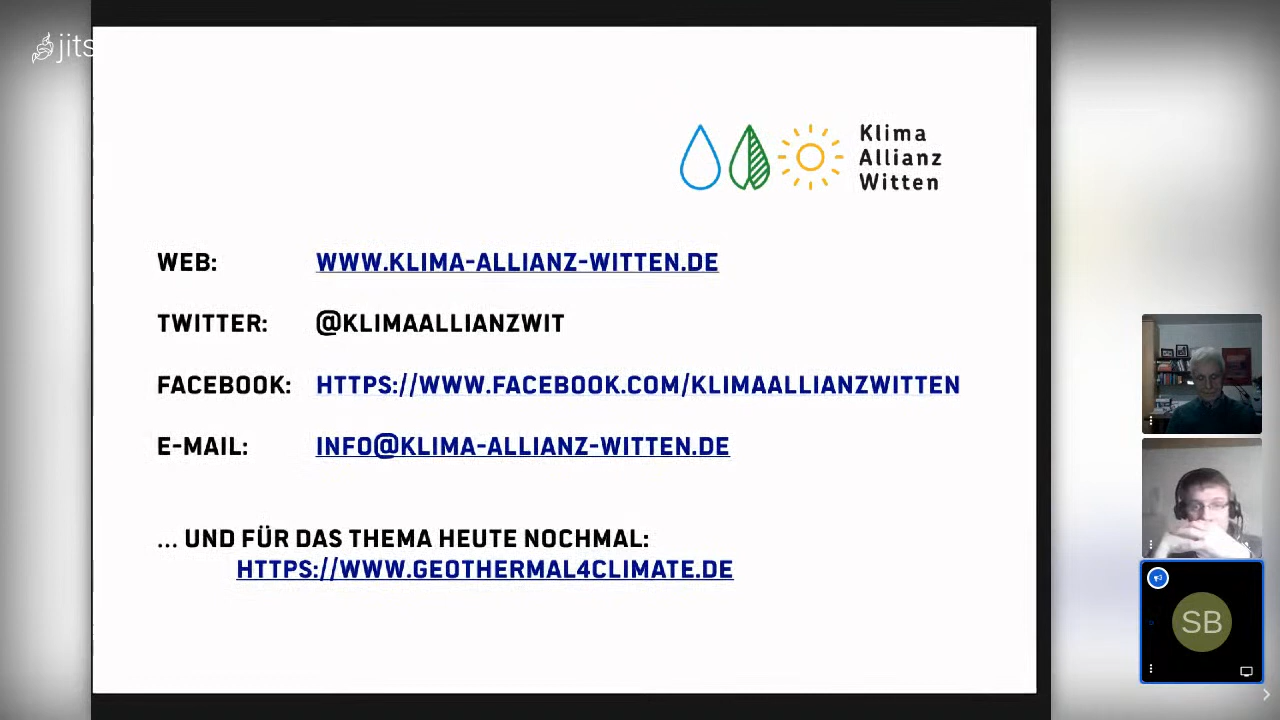 jits
Klima
Allianz
Witten
WEB: WWW.KLIMA-ALLIANZ-WITTEN.DE
TWITTER: @KLIMAALLIANZWIT
FACEBOOK: HTTPS://WWW.FACEBOOK.COM/KLIMAALLIANZWITTEN
E-MAIL: INFO@KLIMA-ALLIANZ-WITTEN.DE
... UND FÜR DAS THEMA HEUTE NOCHMAL:
HTTPS://WWW.GEOTHERMAL4CLIMATE.DE
SB